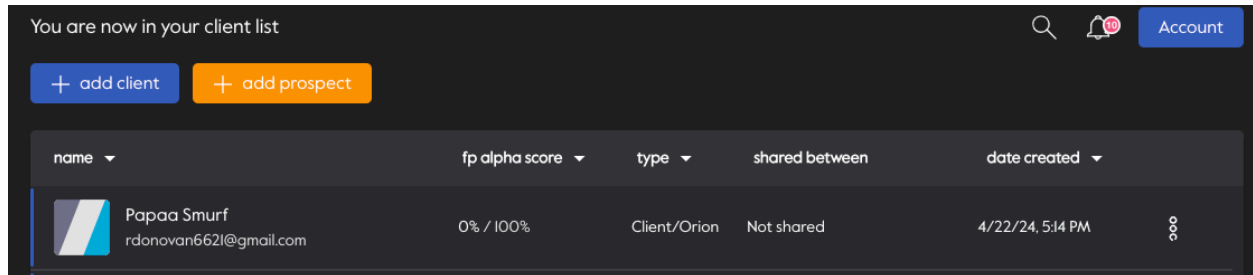 You are now in your client list
10
Account
+ add client
+ add prospect
name fp alpha score type shared between date created
Papaa Smurf
rdonovan6621@gmail.com
0% / 100% Client/Orion Not shared 4/22/24, 5:14 PM